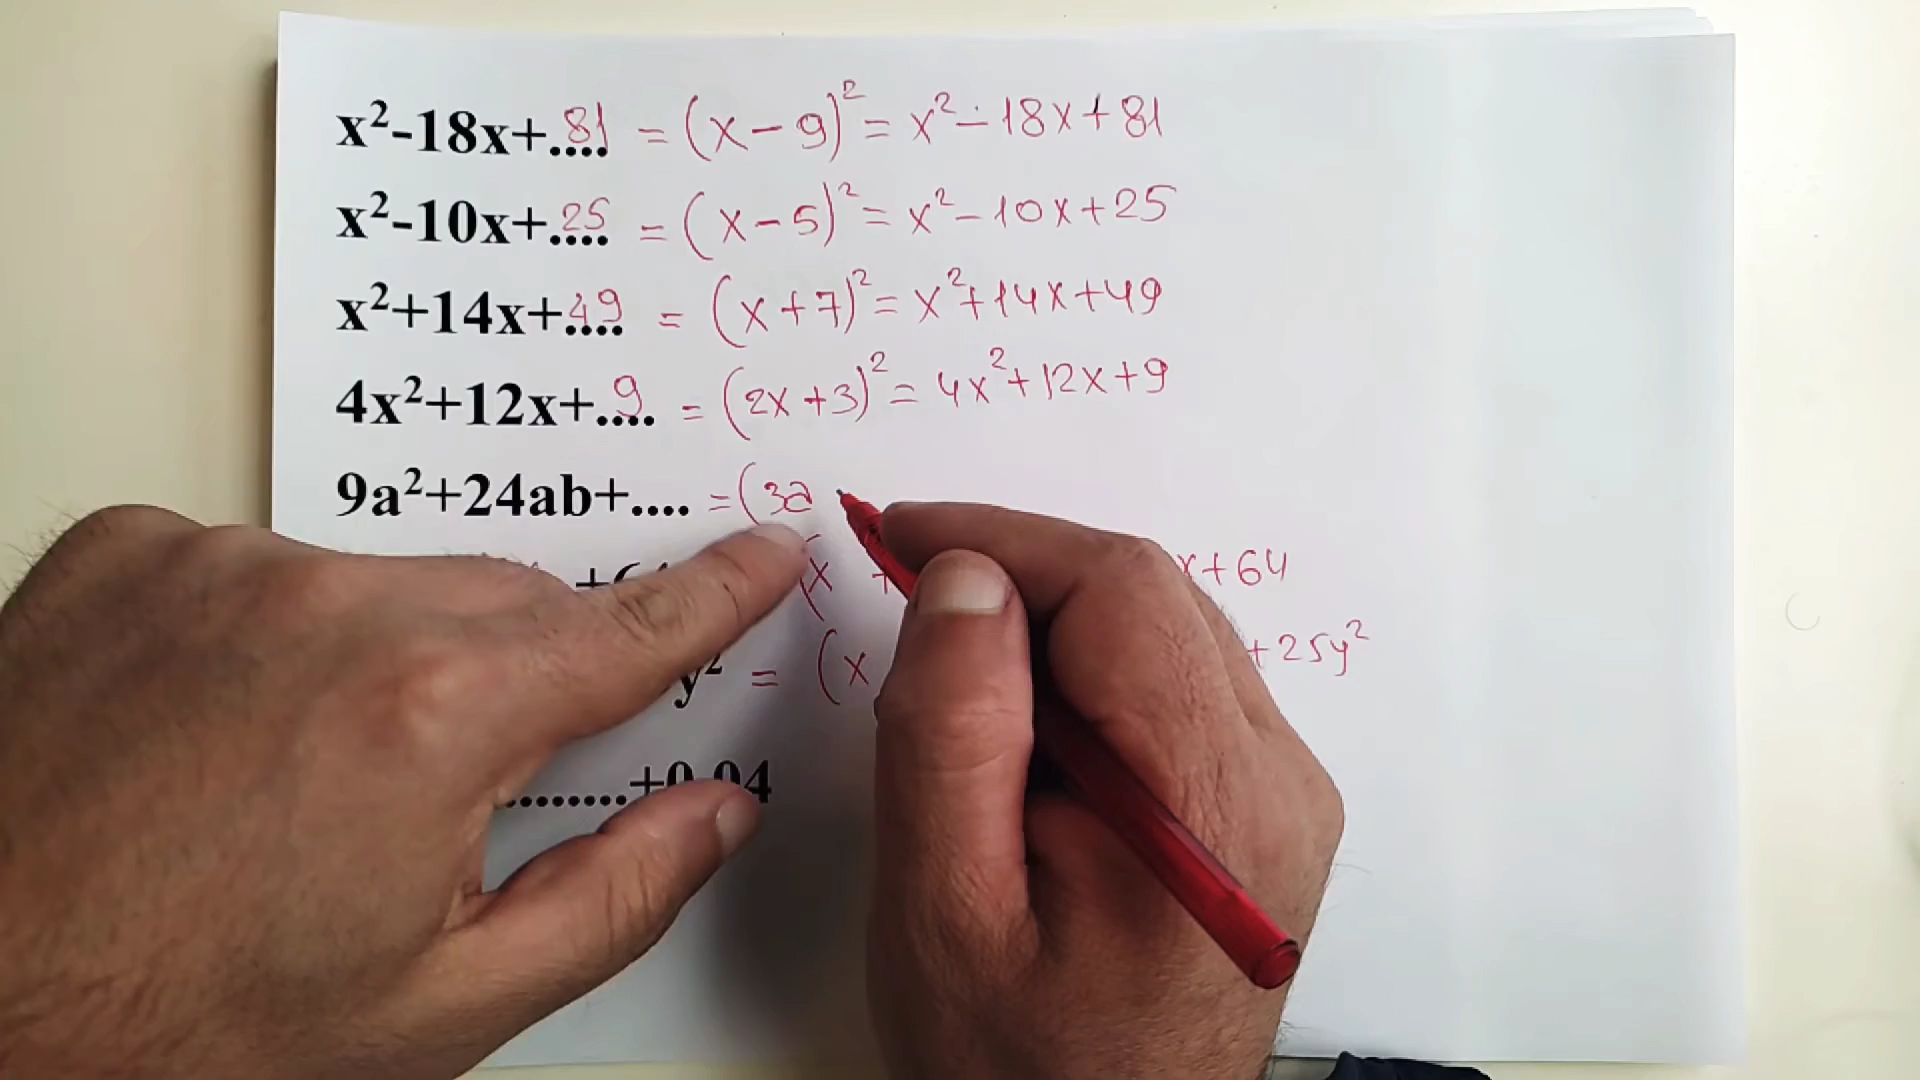 x²-18x+....81 = (x-9)² = x²-18x+81
x²-10x+....25 = (x-5)² = x²-10x+25
x²+14x+....49 = (x+7)² = x²+14x+49
4x²+12x+....9 = (2x+3)² = 4x²+12x+9
9a²+24ab+.... =(3a
(x + x+64
y² = (x +25y²
........+0,04